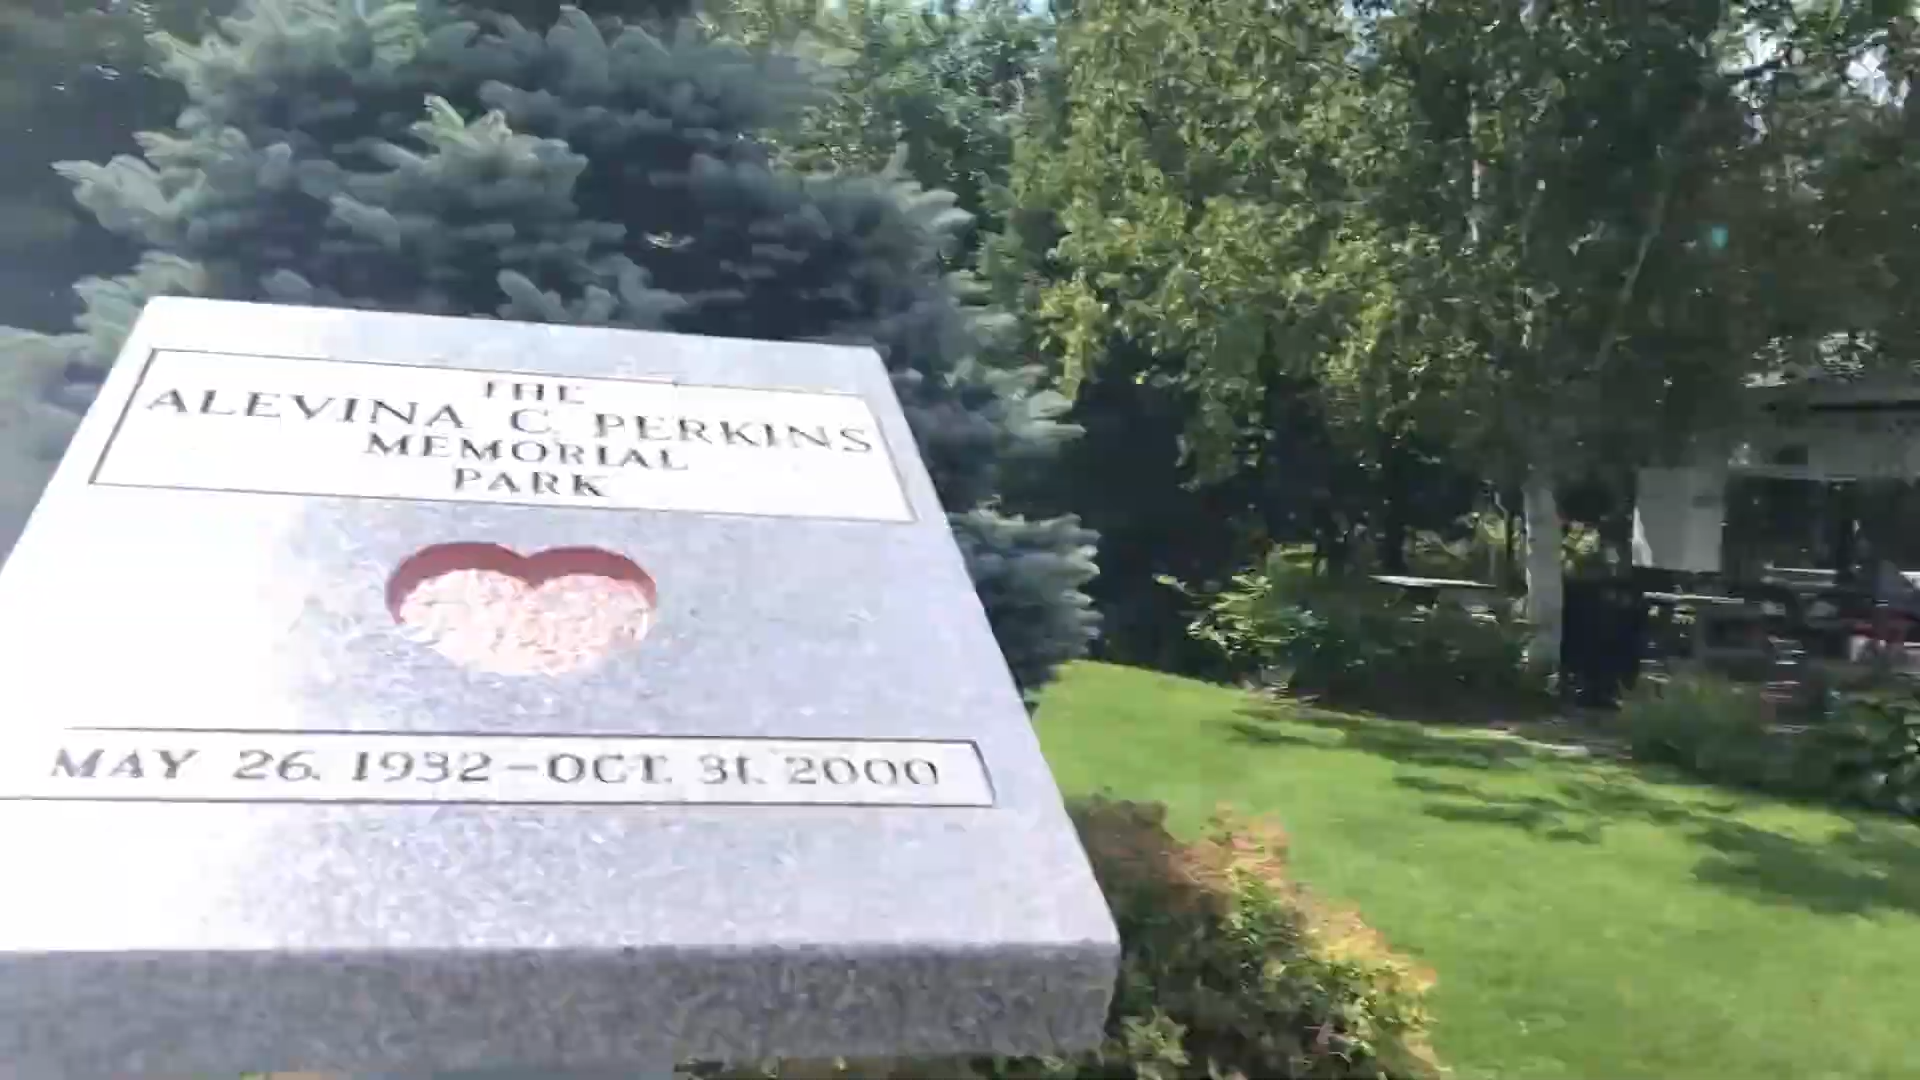 THE
ALEVINA C. PERKINS
MEMORIAL
PARK
MAY 26, 1932-OCT. 31, 2000